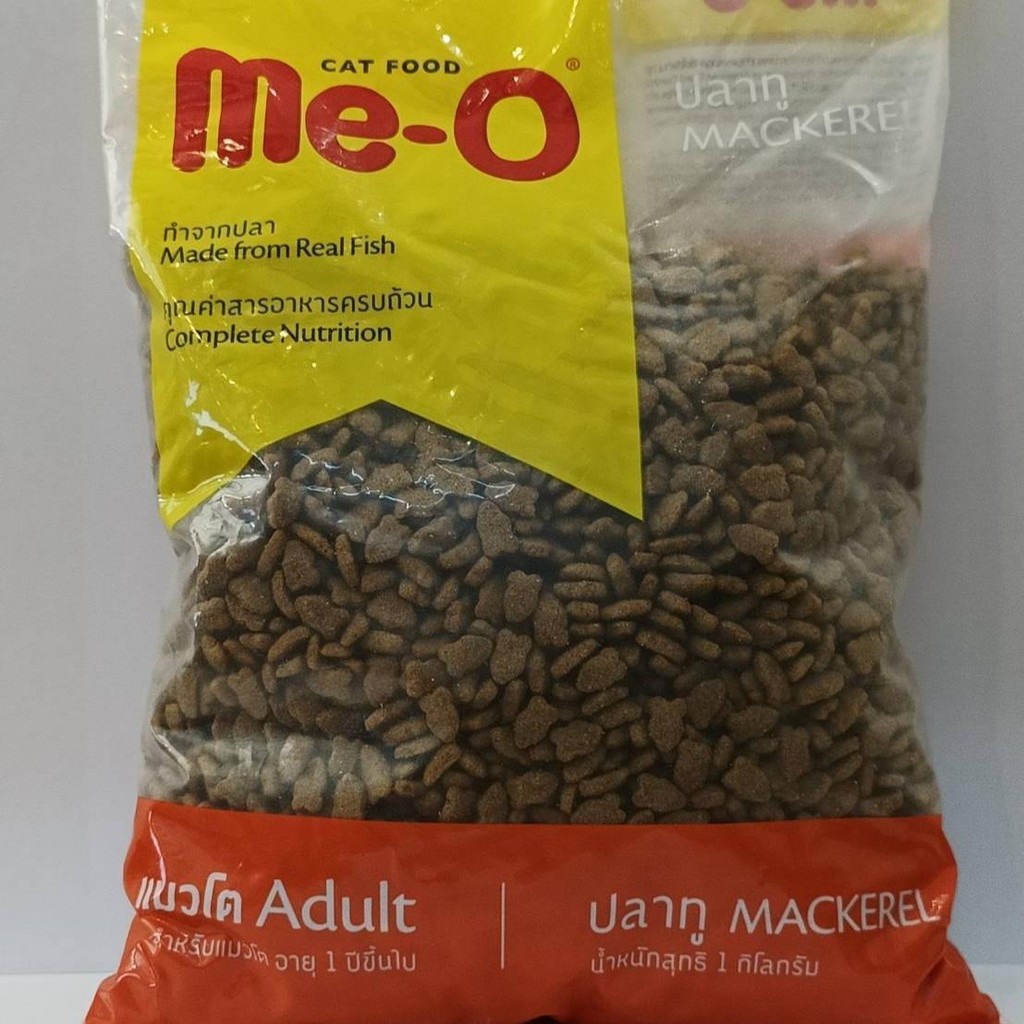 CAT FOOD
me-O®
ปลาทู
MACKEREL
ทำจากปลา
Made from Real Fish
คุณค่าสารอาหารครบถ้วน
Complete Nutrition
แมวโต Adult
สำหรับแมวโต อายุ 1 ปีขึ้นไป
ปลาทู MACKEREL
น้ำหนักสุทธิ 1 กิโลกรัม